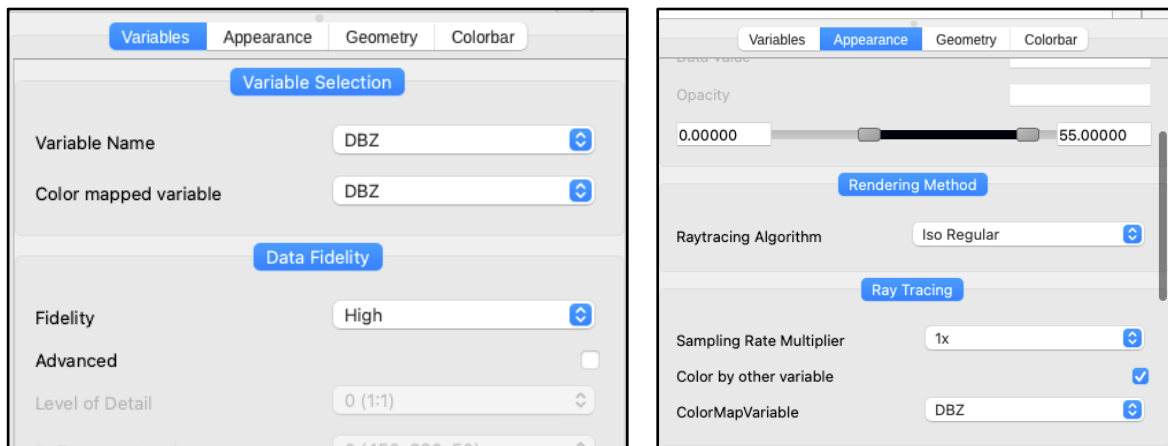 Variables Appearance Geometry Colorbar
Variable Selection
Variable Name DBZ
Color mapped variable DBZ
Data Fidelity
Fidelity High
Advanced
Level of Detail 0 (1:1)
Variables Appearance Geometry Colorbar
Data Value
Opacity
0.00000 55.00000
Rendering Method
Raytracing Algorithm Iso Regular
Ray Tracing
Sampling Rate Multiplier 1x
Color by other variable
ColorMapVariable DBZ